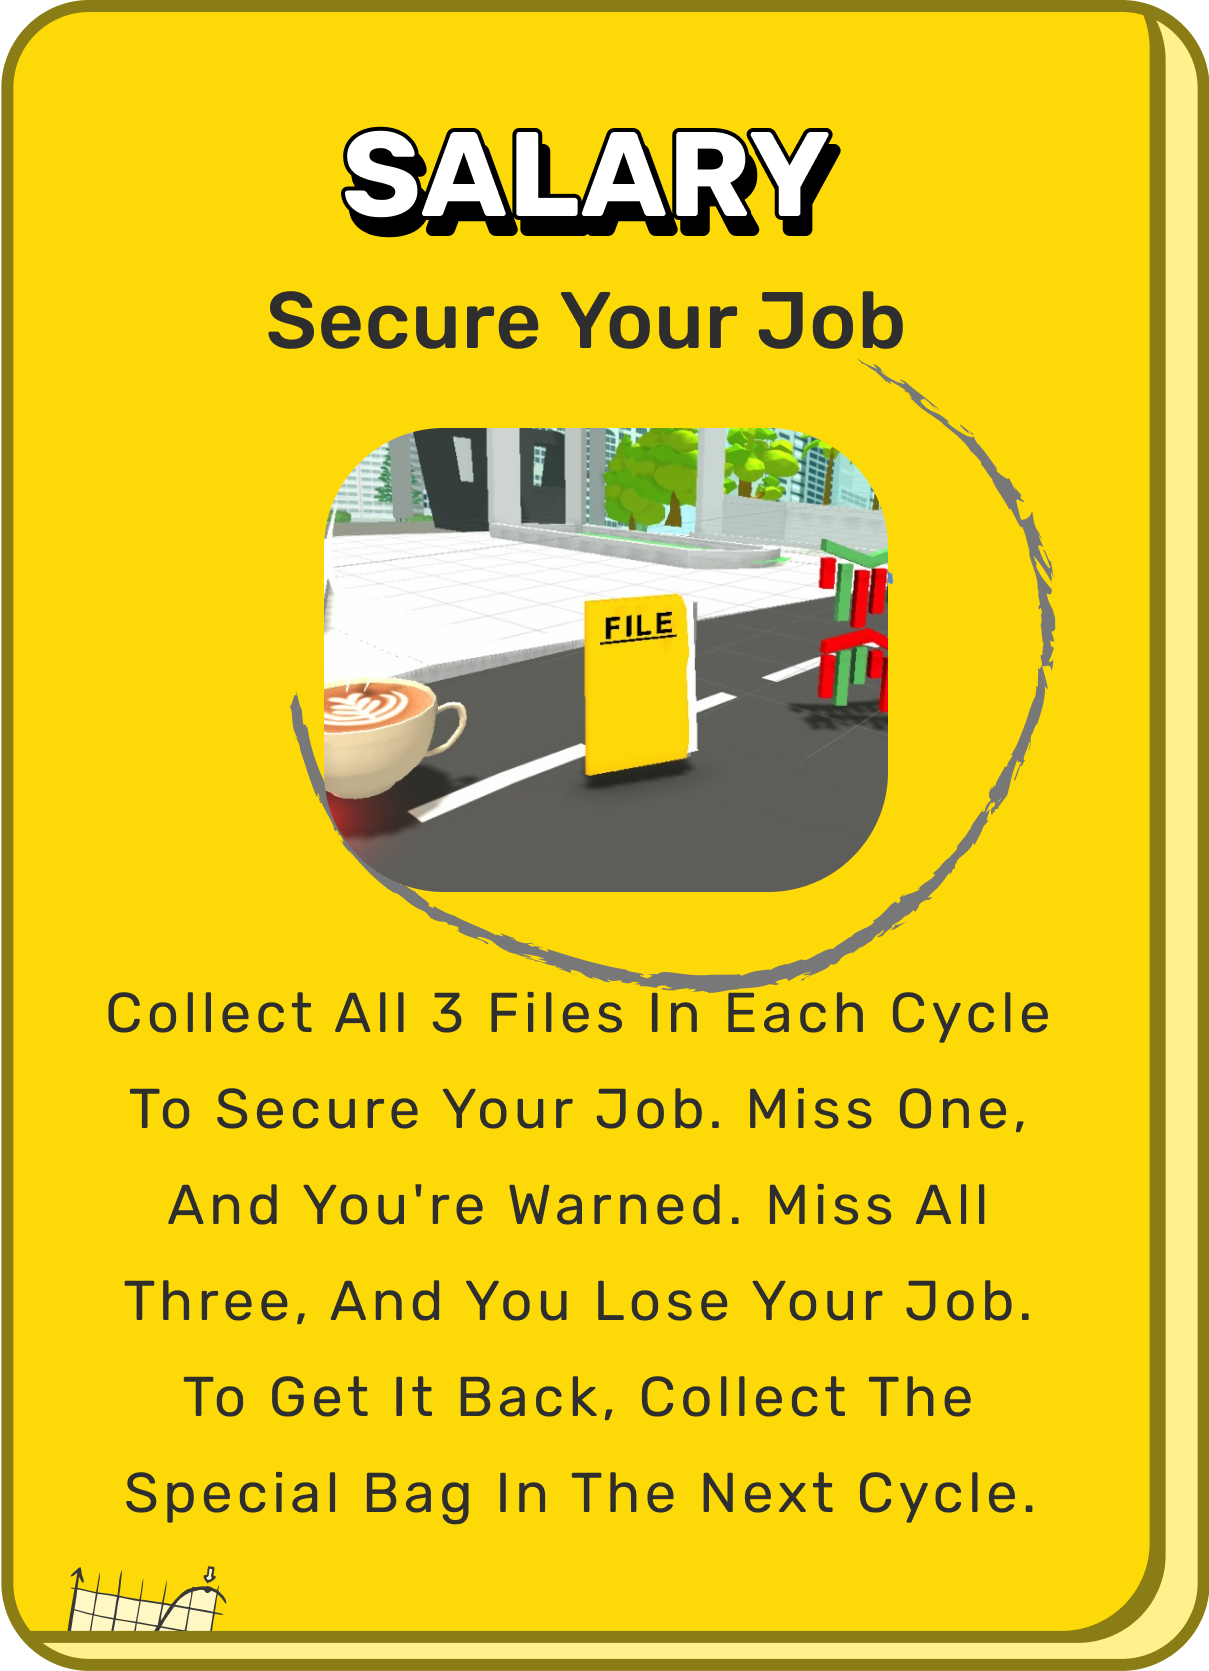 SALARY
Secure Your Job
FILE
Collect All 3 Files In Each Cycle
To Secure Your Job. Miss One,
And You're Warned. Miss All
Three, And You Lose Your Job.
To Get It Back, Collect The
Special Bag In The Next Cycle.